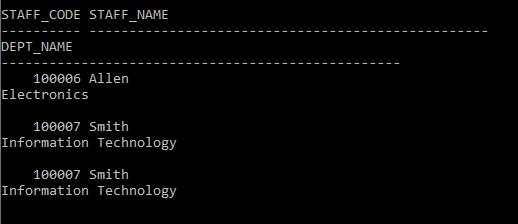 STAFF_CODE STAFF_NAME
---------- --------------------------------------------------
DEPT_NAME
--------------------------------------------------
100006 Allen
Electronics
100007 Smith
Information Technology
100007 Smith
Information Technology